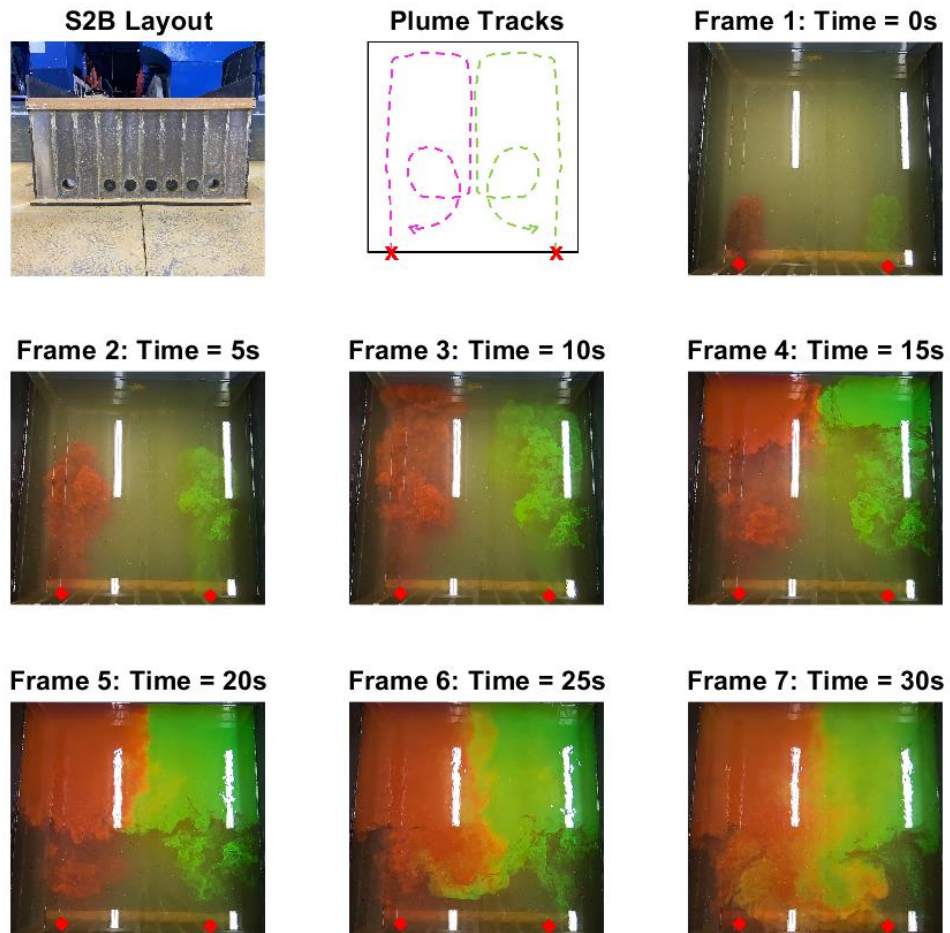 S2B Layout
Plume Tracks
Frame 1: Time = 0s
Frame 2: Time = 5s
Frame 3: Time = 10s
Frame 4: Time = 15s
Frame 5: Time = 20s
Frame 6: Time = 25s
Frame 7: Time = 30s